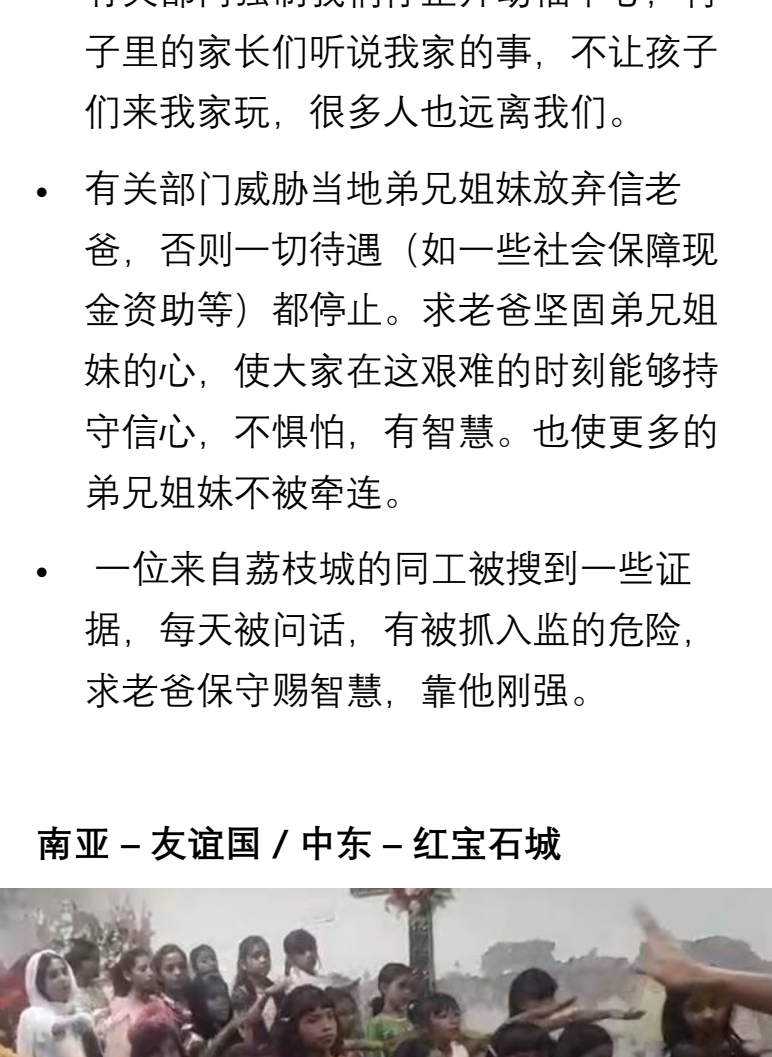 子里的家长们听说我家的事，不让孩子
们来我家玩，很多人也远离我们。
• 有关部门威胁当地弟兄姐妹放弃信老
爸，否则一切待遇（如一些社会保障现
金资助等）都停止。求老爸坚固弟兄姐
妹的心，使大家在这艰难的时刻能够持
守信心，不惧怕，有智慧。也使更多的
弟兄姐妹不被牵连。
• 一位来自荔枝城的同工被搜到一些证
据，每天被问话，有被抓入监的危险，
求老爸保守赐智慧，靠他刚强。
南亚 – 友谊国 / 中东 – 红宝石城